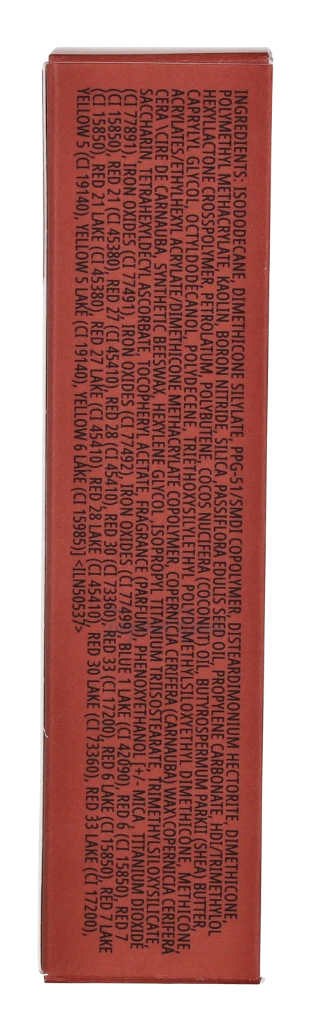 INGREDIENTS: ISODODECANE, DIMETHICONE STILYLATE, PPG-51/SMDI COPOLYMER, DISTEARDIMONIUM HECTORITE, DIMETHICONE,
POLYMETHYL METHACRYLATE, KAOLIN, BORON NITRIDE, SILICA, PASSIFLORA EDULIS SEED OIL, PROPYLENE CARBONATE, HDI/TRIMETHYLOL
HEXYLLACTONE CROSSPOLYMER, PETROLATUM, POLYBUTENE, COCOS NUCIFERA (COCONUT) OIL, BUTYROSPERMUM PARKII (SHEA) BUTTER,
CAPRYLYL GLYCOL, OCTYLDODECANOL, POLYDECENE, TRIETHOXYSILYLETHYL POLYDIMETHYLSILOXYETHYL DIMETHICONE, METHICONE,
ACRYLATES/ETHYLHEXYL ACRYLATE/DIMETHICONE METHACRYLATE COPOLYMER, COPERNICIA CERIFERA (CARNAUBA) WAX\COPERNICIA CERIFERA
CERA \ CIRE DE CARNAUBA, SYNTHETIC BEESWAX, HEXYLENE GLYCOL, ISOPROPYL TITANIUM TRIISOSTEARATE, TRIMETHYLSILOXYSILICATE,
SACCHARIN, TETRAHEXYLDECYL ASCORBATE, TOCOPHERYL ACETATE, FRAGRANCE (PARFUM), PHENOXYETHANOL, [+/- MICA, TITANIUM DIOXIDE
(CI 77891), IRON OXIDES (CI 77491), IRON OXIDES (CI 77492), IRON OXIDES (CI 77499), BLUE 1 LAKE (CI 42090), RED 6 (CI 15850), RED 7
(CI 15850), RED 21 (CI 45380), RED 27 (CI 45410), RED 28 (CI 45410), RED 30 (CI 73360), RED 33 (CI 17200), RED 6 LAKE (CI 15850), RED 7 LAKE
(CI 15850), RED 21 LAKE (CI 45380), RED 27 LAKE (CI 45410), RED 28 LAKE (CI 45410), RED 30 LAKE (CI 73360), RED 33 LAKE (CI 17200),
YELLOW 5 (CI 19140), YELLOW 5 LAKE (CI 19140), YELLOW 6 LAKE (CI 15985)] <ILN50537>